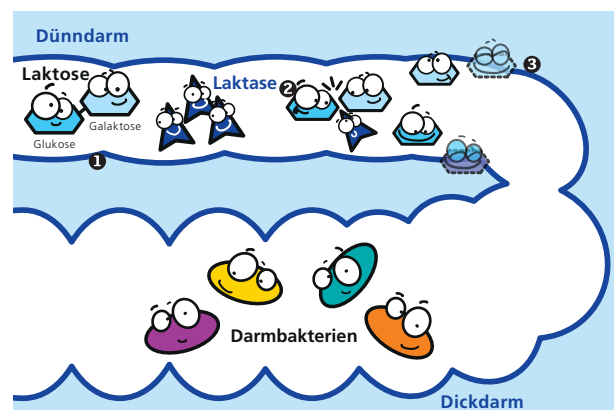 Dünndarm
Laktose
Laktase
Galaktose
Glukose
1
2
3
Darmbakterien
Dickdarm